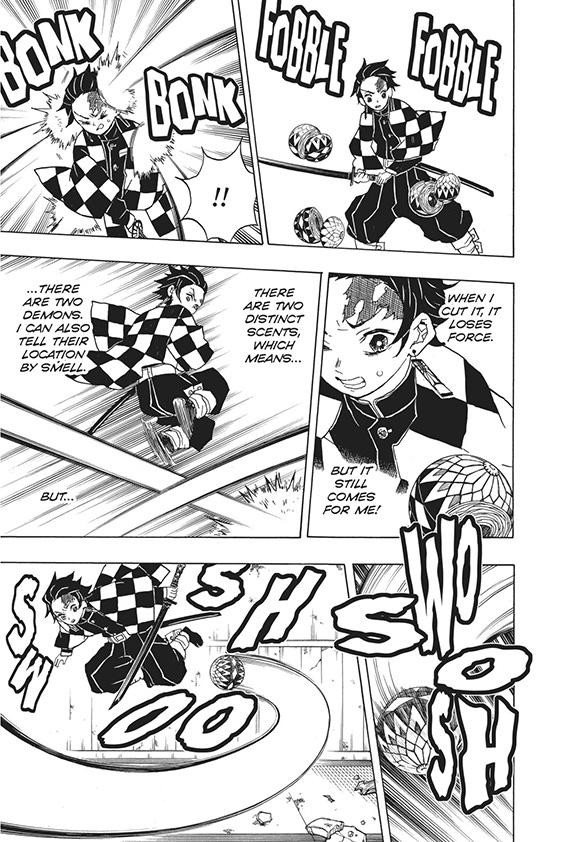 FOBBLE
FOBBLE
BONK
BONK
!!
WHEN I
CUT IT, IT
LOSES
FORCE.
BUT IT
STILL
COMES
FOR ME!
THERE
ARE TWO
DISTINCT
SCENTS,
WHICH
MEANS...
...THERE
ARE TWO
DEMONS.
I CAN ALSO
TELL THEIR
LOCATION
BY SMELL.
BUT...
WOOSH
SWOOSH